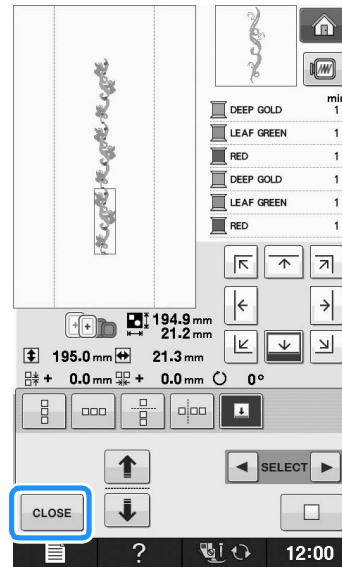 min
DEEP GOLD 1
LEAF GREEN 1
RED 1
DEEP GOLD 1
LEAF GREEN 1
RED 1
194.9 mm
21.2 mm
195.0 mm 21.3 mm
+ 0.0 mm + 0.0 mm 0°
SELECT
CLOSE
? 12:00